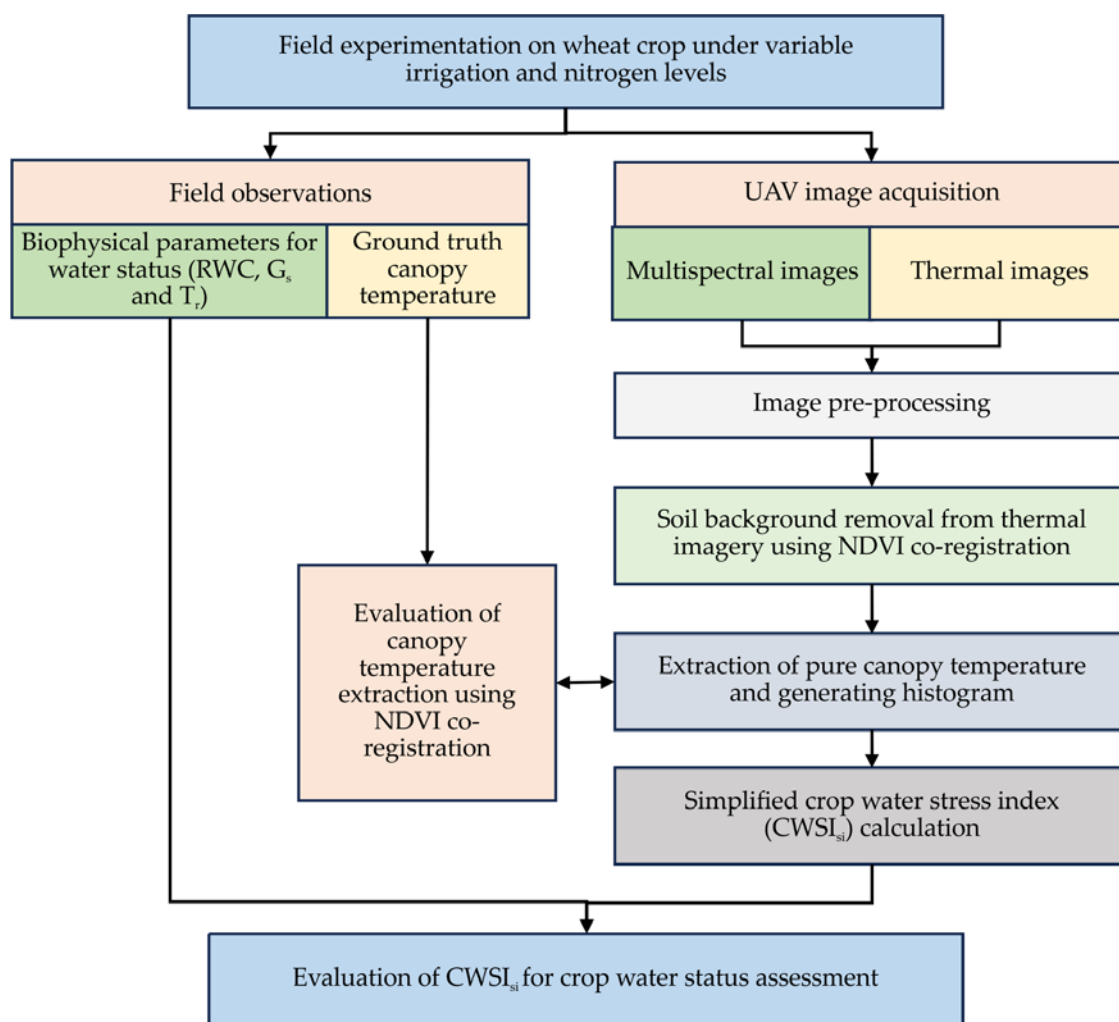 Field experimentation on wheat crop under variable
irrigation and nitrogen levels
Field observations
UAV image acquisition
Biophysical parameters for
water status (RWC, Gs
and Tr)
Ground truth
canopy
temperature
Multispectral images
Thermal images
Image pre-processing
Soil background removal from thermal
imagery using NDVI co-registration
Evaluation of
canopy
temperature
extraction using
NDVI co-
registration
Extraction of pure canopy temperature
and generating histogram
Simplified crop water stress index
(CWSIsi) calculation
Evaluation of CWSIsi for crop water status assessment